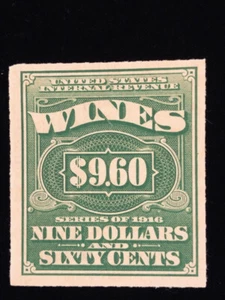 UNITED STATES
INTERNAL REVENUE
WINES
$9.60
SERIES OF 1916
NINE DOLLARS
AND
SIXTY CENTS